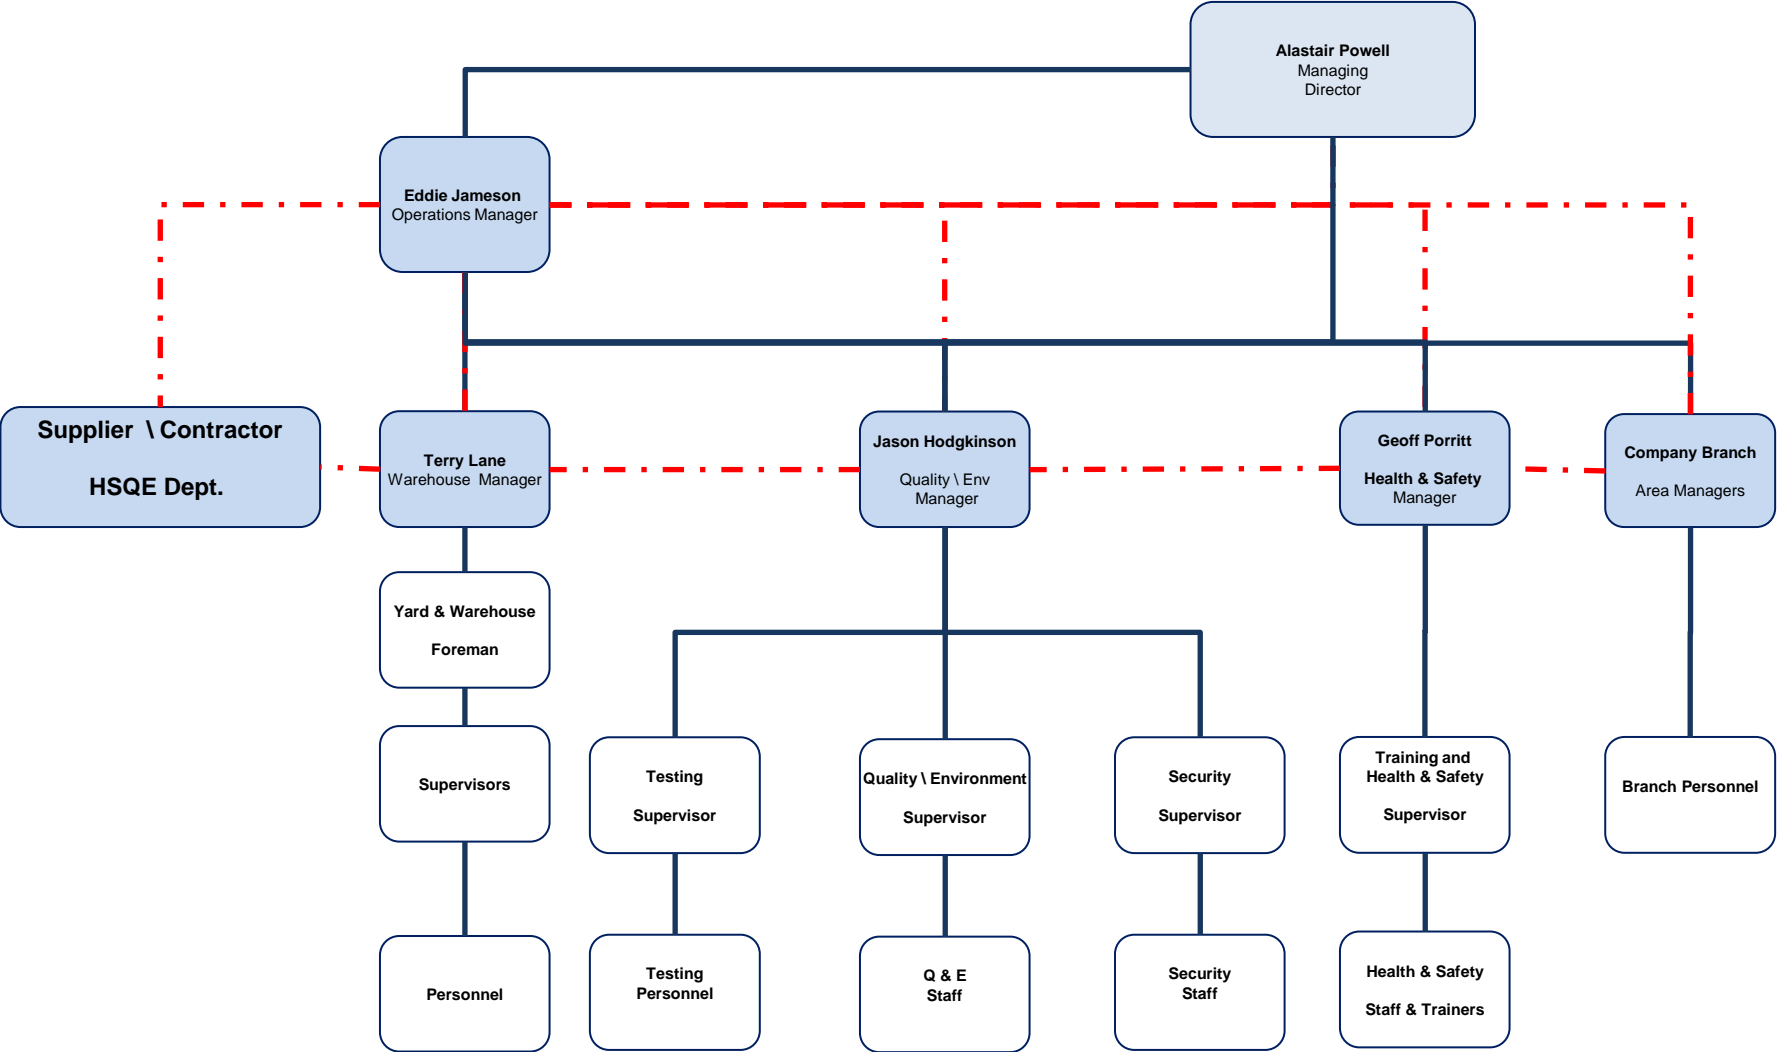 Alastair Powell
Managing
Director
Eddie Jameson
Operations Manager
Supplier \ Contractor
HSQE Dept.
Terry Lane
Warehouse Manager
Jason Hodgkinson
Quality \ Env
Manager
Geoff Porritt
Health & Safety
Manager
Company Branch
Area Managers
Yard & Warehouse
Foreman
Supervisors
Testing
Supervisor
Quality \ Environment
Supervisor
Security
Supervisor
Training and
Health & Safety
Supervisor
Branch Personnel
Personnel
Testing
Personnel
Q & E
Staff
Security
Staff
Health & Safety
Staff & Trainers